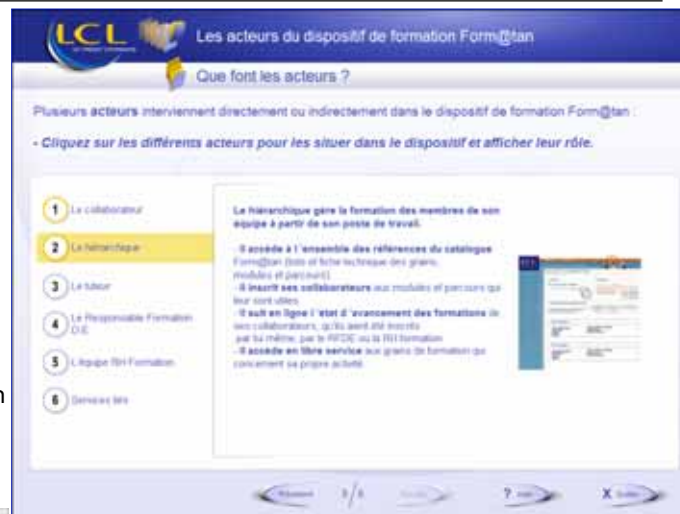 LCL
Les acteurs du dispositif de formation Form@tan
Que font les acteurs ?
Plusieurs acteurs interviennent directement ou indirectement dans le dispositif de formation Form@tan :
- Cliquez sur les différents acteurs pour les situer dans le dispositif et afficher leur rôle.
1 Le collaborateur
2 Le hiérarchique
3 Le tuteur
4 Le Responsable Formation
D.E
5 L'équipe RH Formation
6 Services liés
Le hiérarchique gère la formation des membres de son
équipe à partir de son poste de travail.
- Il accède à l'ensemble des références du catalogue
Form@tan (liste et fiche technique des grains,
modules et parcours).
- Il inscrit ses collaborateurs aux modules et parcours qui
leur sont utiles.
- Il suit en ligne l'état d'avancement des formations de
ses collaborateurs, qu'ils aient été inscrits
par lui même, par le RFDE ou la RH formation
- Il accède en libre service aux grains de formation qui
concernent sa propre activité.
LCL
?
X
n